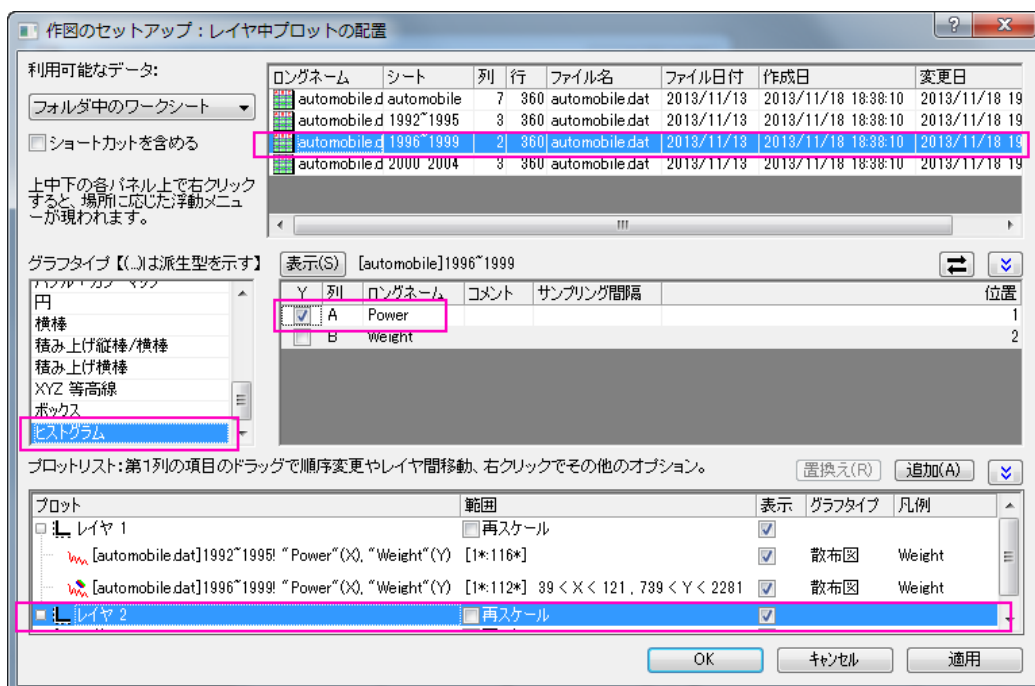 作図のセットアップ：レイヤ中プロットの配置
利用可能なデータ:
フォルダ中のワークシート
ショートカットを含める
上中下の各パネル上で右クリック
すると、場所に応じた浮動メニュ
ーが現われます。
ロングネーム シート 列 行 ファイル名 ファイル日付 作成日 変更日
automobile.d automobile 7 360 automobile.dat 2013/11/13 2013/11/18 18:38:10 2013/11/18 19
automobile.d 1992~1995 3 360 automobile.dat 2013/11/13 2013/11/18 18:38:10 2013/11/18 19
automobile.d 1996~1999 2 360 automobile.dat 2013/11/13 2013/11/18 18:38:10 2013/11/18 19
automobile.d 2000 2004 3 360 automobile.dat 2013/11/13 2013/11/18 18:38:10 2013/11/18 19
グラフタイプ【(...)は派生型を示す】
円
横棒
積み上げ縦棒/横棒
積み上げ横棒
XYZ 等高線
ボックス
ヒストグラム
表示(S) [automobile]1996~1999
Y 列 ロングネーム コメント サンプリング間隔 位置
A Power 1
B Weight 2
プロットリスト:第1列の項目のドラッグで順序変更やレイヤ間移動、右クリックでその他のオプション。
置換え(R) 追加(A)
プロット 範囲 表示 グラフタイプ 凡例
レイヤ 1 再スケール
[automobile.dat]1992~1995! "Power"(X), "Weight"(Y) [1*:116*] 散布図 Weight
[automobile.dat]1996~1999! "Power"(X), "Weight"(Y) [1*:112*] 39 < X < 121 , 739 < Y < 2281 散布図 Weight
レイヤ 2 再スケール
OK キャンセル 適用